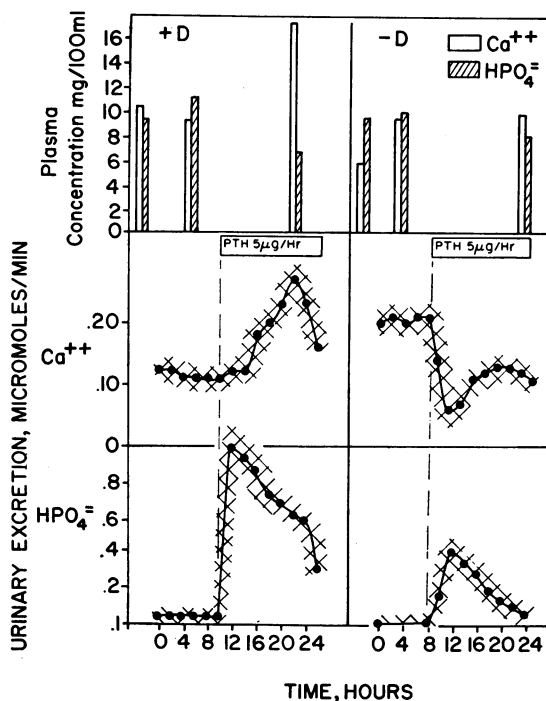 +D
-D
Ca++
HPO4=
Plasma
Concentration mg/100ml
16
14
12
10
8
6
4
2
0
PTH 5µg/Hr
PTH 5µg/Hr
URINARY EXCRETION, MICROMOLES/MIN
Ca++
.20
.10
0
HPO4=
.8
.6
.4
.2
.1
0 4 8 12 16 20 24
0 4 8 12 16 20 24
TIME, HOURS